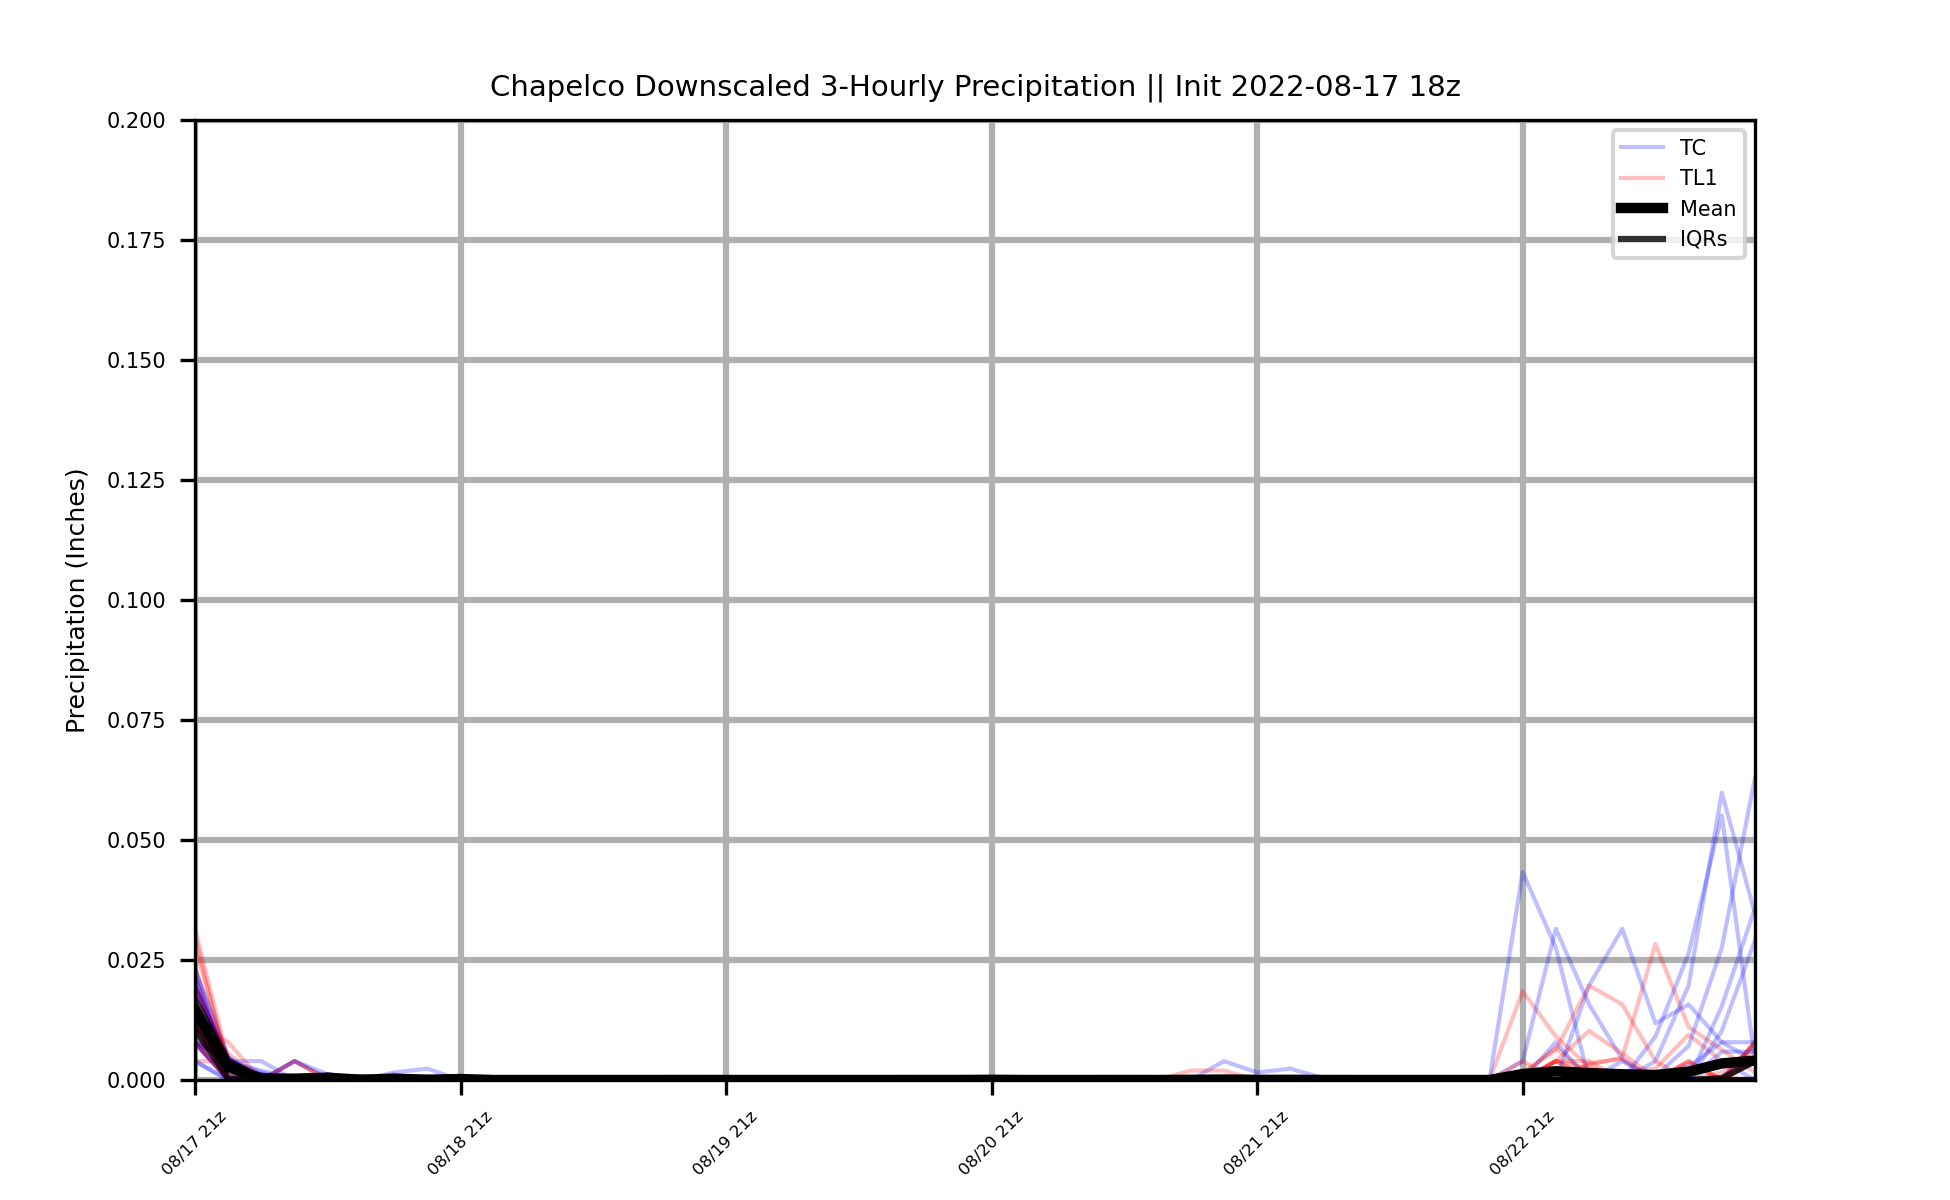 Chapelco Downscaled 3-Hourly Precipitation || Init 2022-08-17 18z
0.200
0.175
0.150
0.125
0.100
0.075
0.050
0.025
0.000
Precipitation (Inches)
TC
TL1
Mean
IQRs
08/17 21z
08/18 21z
08/19 21z
08/20 21z
08/21 21z
08/22 21z